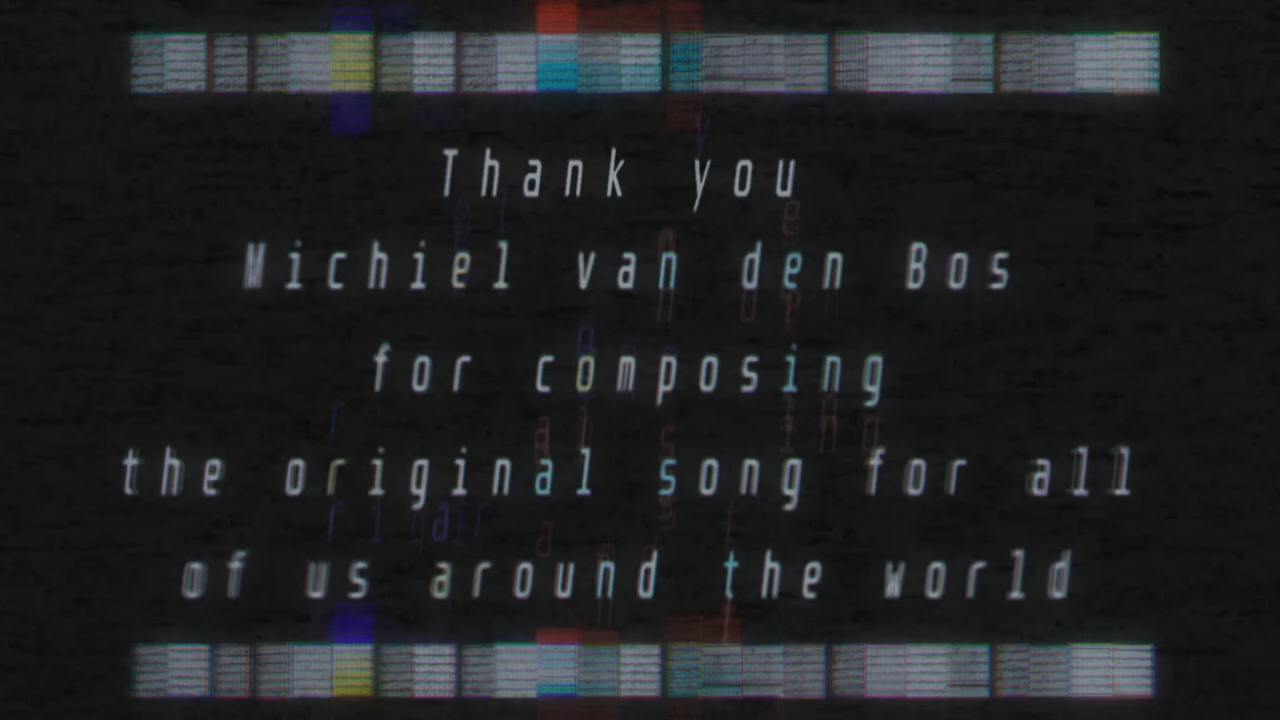 Thank you
Michiel van den Bos
for composing
the original song for all
of us around the world